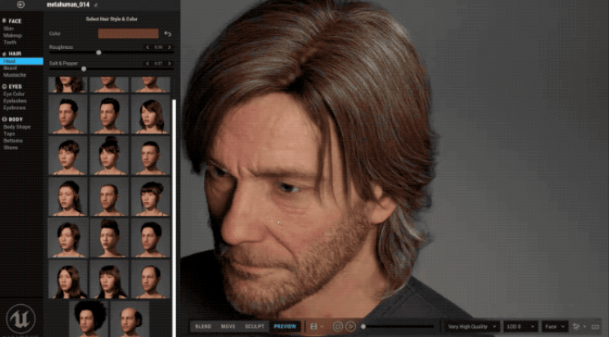 metahuman_014
FACE
Skin
Makeup
Teeth
HAIR
Head
Beard
Mustache
EYES
Eye Color
Eyelashes
Eyebrows
BODY
Body Shape
Tops
Bottoms
Shoes
Select Hair Style & Color
Color
Roughness
Salt & Pepper
BLEND MOVE SCULPT PREVIEW
Very High Quality
LOD 0
Face